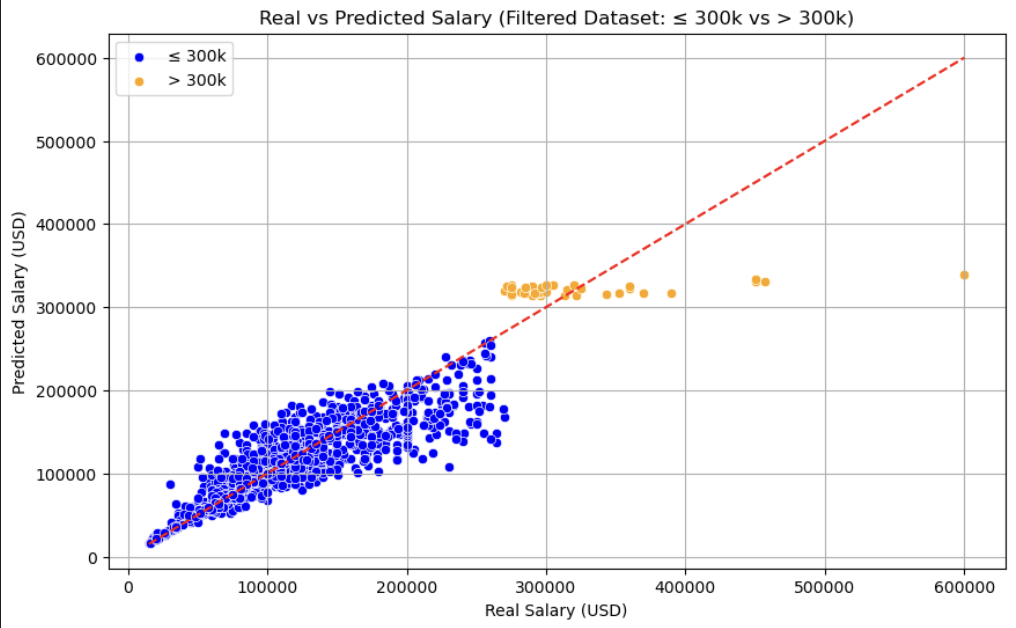 Real vs Predicted Salary (Filtered Dataset: ≤ 300k vs > 300k)
≤ 300k
> 300k
600000
500000
400000
300000
200000
100000
0
Predicted Salary (USD)
0 100000 200000 300000 400000 500000 600000
Real Salary (USD)